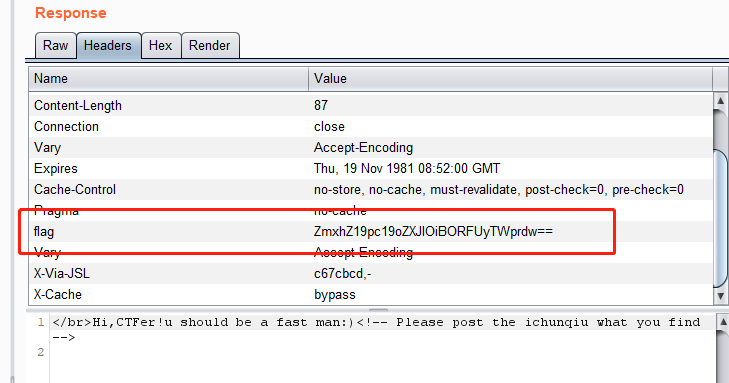 Response
Raw Headers Hex Render
Name Value
Content-Length 87
Connection close
Vary Accept-Encoding
Expires Thu, 19 Nov 1981 08:52:00 GMT
Cache-Control no-store, no-cache, must-revalidate, post-check=0, pre-check=0
Pragma no-cache
flag ZmxhZ19pc19oZXJlOiBORFUyTWprdw==
Vary Accept-Encoding
X-Via-JSL c67cbcd,-
X-Cache bypass
1 </br>Hi,CTFer!u should be a fast man:)<!-- Please post the ichunqiu what you find
-->
2